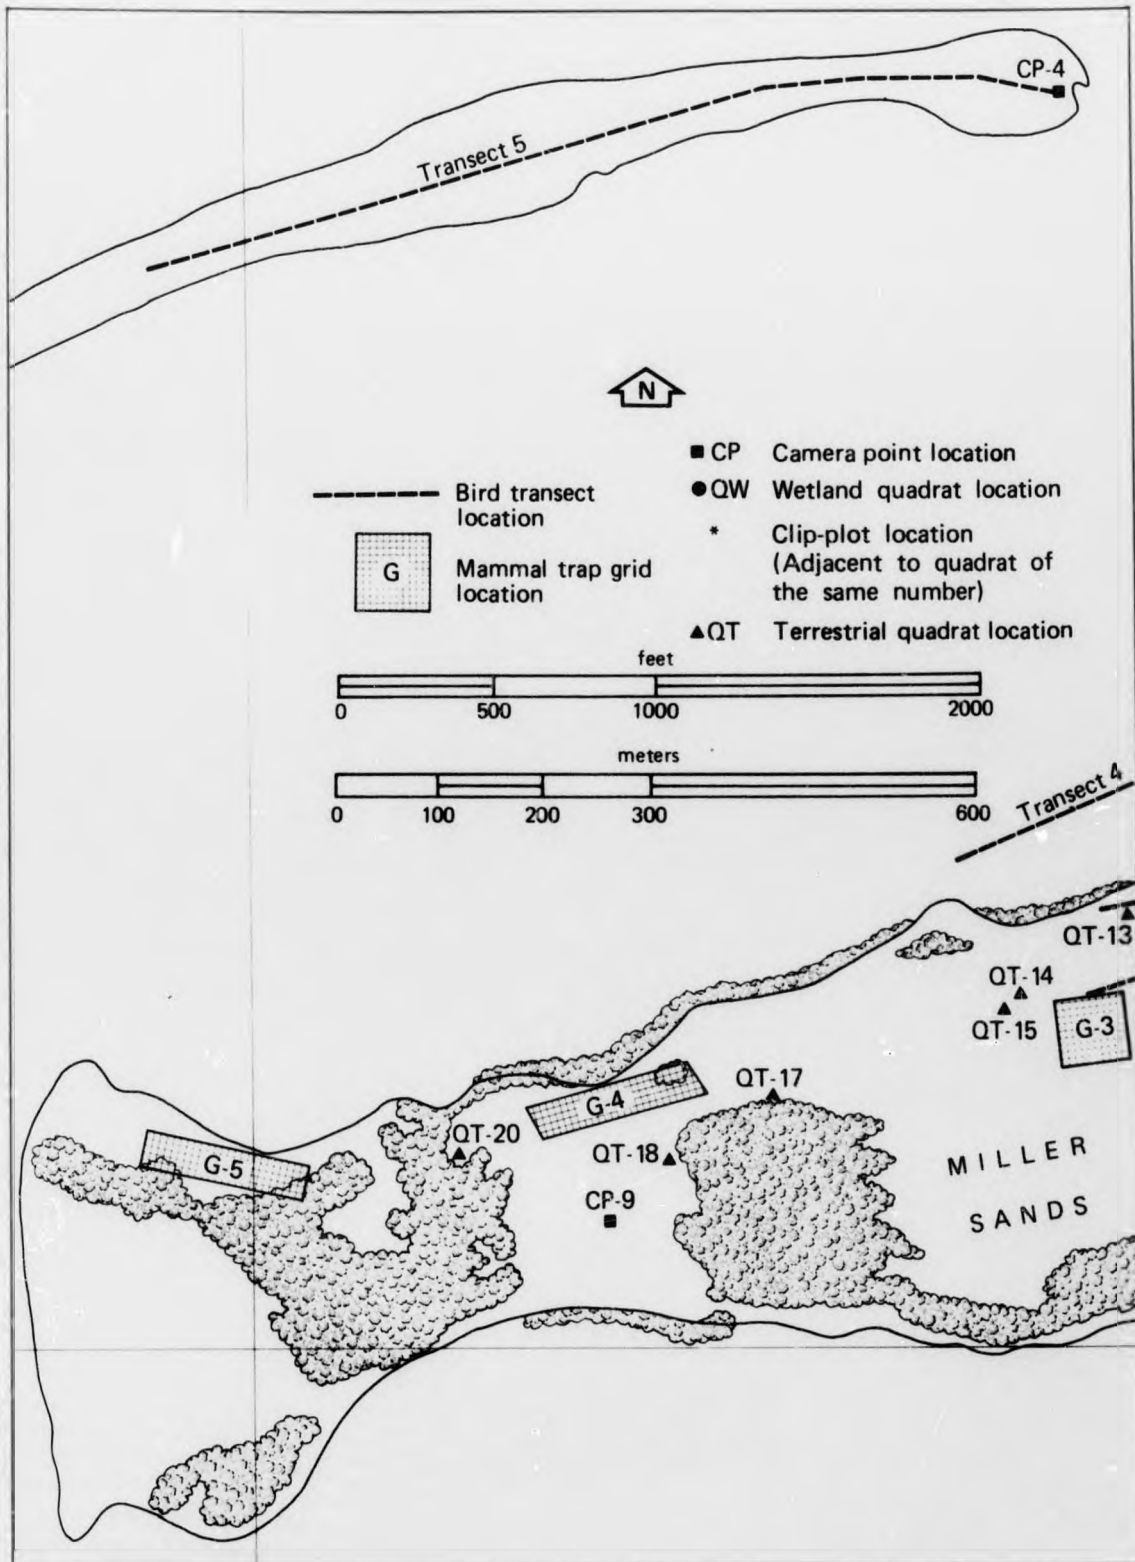 CP-4
Transect 5
N
■ CP Camera point location
● QW Wetland quadrat location
* Clip-plot location
(Adjacent to quadrat of
the same number)
▲ QT Terrestrial quadrat location
Bird transect
location
G
Mammal trap grid
location
feet
0 500 1000 2000
meters
0 100 200 300 600
Transect 4
QT-13
QT-14
QT-15
G-3
QT-17
G-4
QT-20
QT-18
G-5
CP-9
MILLER
SANDS